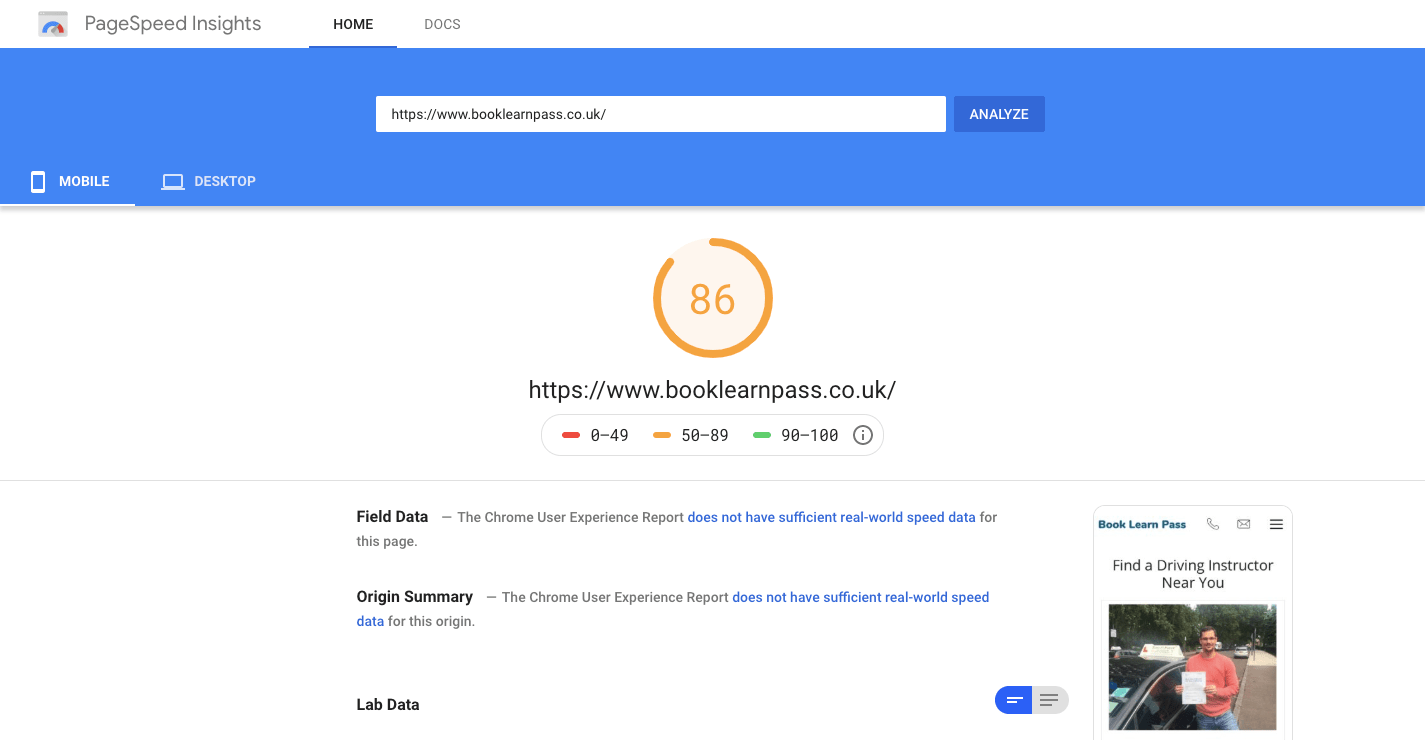 PageSpeed Insights
HOME
DOCS
https://www.booklearnpass.co.uk/
ANALYZE
MOBILE
DESKTOP
86
https://www.booklearnpass.co.uk/
0–49
50–89
90–100
Field Data — The Chrome User Experience Report does not have sufficient real-world speed data for
this page.
Origin Summary — The Chrome User Experience Report does not have sufficient real-world speed
data for this origin.
Lab Data
Book Learn Pass
Find a Driving Instructor
Near You